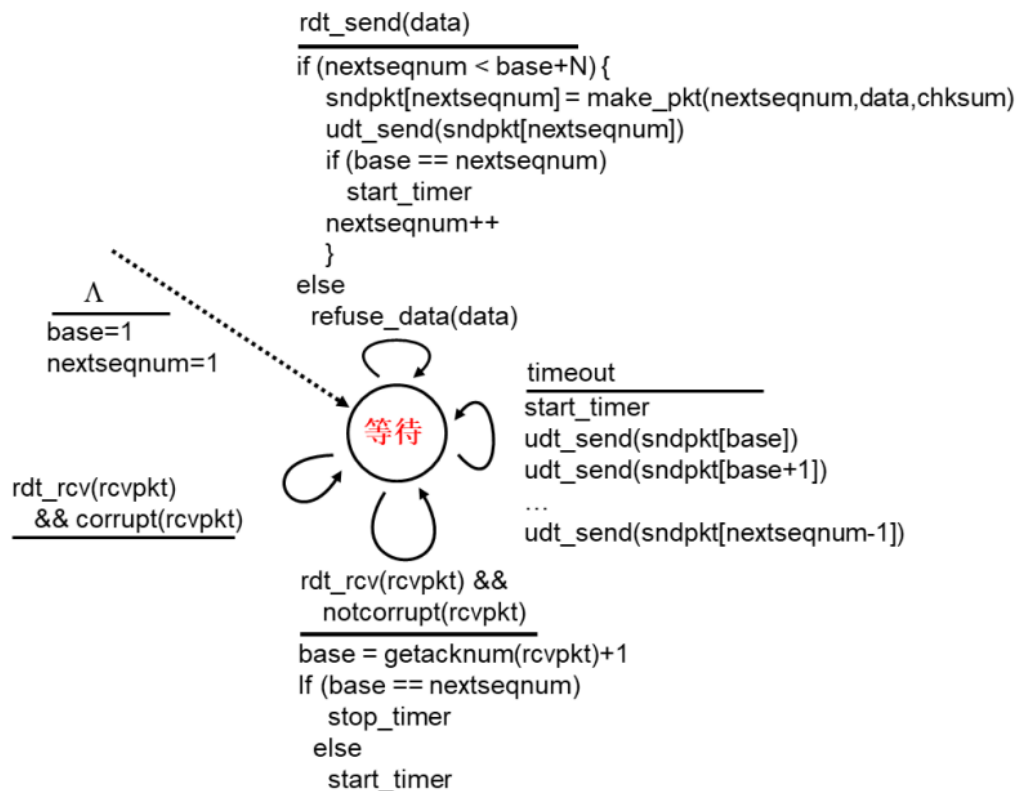 rdt_send(data)
if (nextseqnum < base+N) {
sndpkt[nextseqnum] = make_pkt(nextseqnum,data,chksum)
udt_send(sndpkt[nextseqnum])
if (base == nextseqnum)
start_timer
nextseqnum++
}
else
refuse_data(data)
Λ
base=1
nextseqnum=1
等待
timeout
start_timer
udt_send(sndpkt[base])
udt_send(sndpkt[base+1])
…
udt_send(sndpkt[nextseqnum-1])
rdt_rcv(rcvpkt)
&& corrupt(rcvpkt)
rdt_rcv(rcvpkt) &&
notcorrupt(rcvpkt)
base = getacknum(rcvpkt)+1
If (base == nextseqnum)
stop_timer
else
start_timer